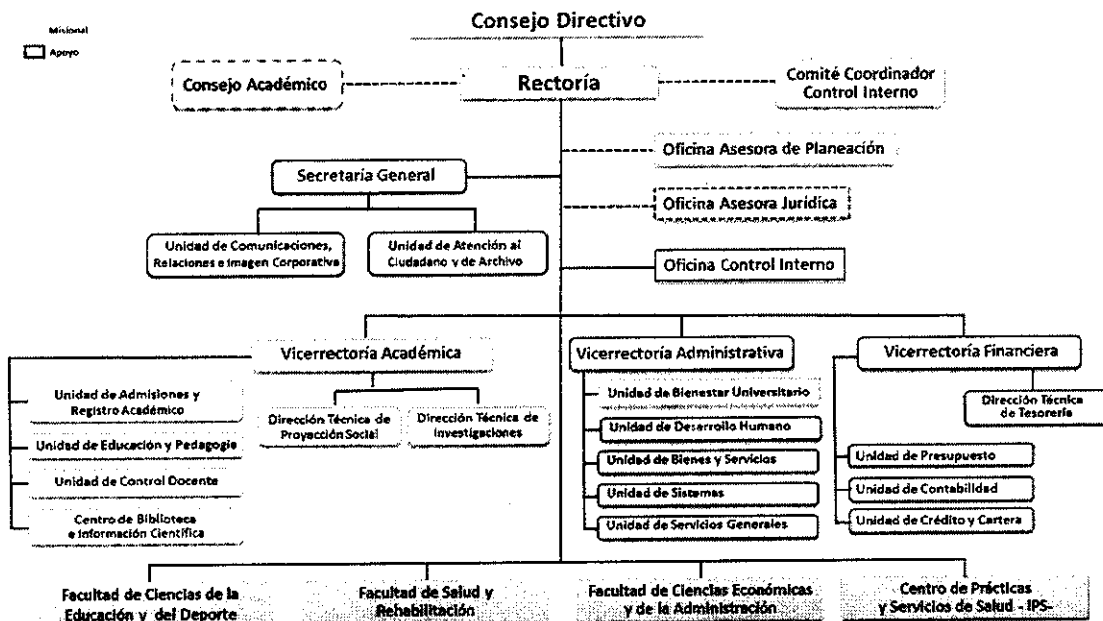 Consejo Directivo
Misional
Apoyo
Consejo Académico
Rectoría
Comité Coordinador
Control Interno
Oficina Asesora de Planeación
Secretaría General
Oficina Asesora Jurídica
Unidad de Comunicaciones,
Relaciones e Imagen Corporativa
Unidad de Atención al
Ciudadano y de Archivo
Oficina Control Interno
Vicerrectoría Académica
Vicerrectoría Administrativa
Vicerrectoría Financiera
Unidad de Admisiones y
Registro Académico
Unidad de Educación y Pedagogía
Unidad de Control Docente
Centro de Biblioteca
e Información Científica
Dirección Técnica de
Proyacción Social
Dirección Técnica de
Investigaciones
Unidad de Bienestar Universitario
Unidad de Desarrollo Humano
Unidad de Bienes y Servicios
Unidad de Sistemas
Unidad de Servicios Generales
Dirección Técnica
de Tesorería
Unidad de Presupuesto
Unidad de Contabilidad
Unidad de Crédito y Cartera
Facultad de Ciencias de la
Educación y del Deporte
Facultad de Salud y
Rehabilitación
Facultad de Ciencias Económicas
y de la Administración
Centro de Prácticas
y Servicios de Salud - IPS-